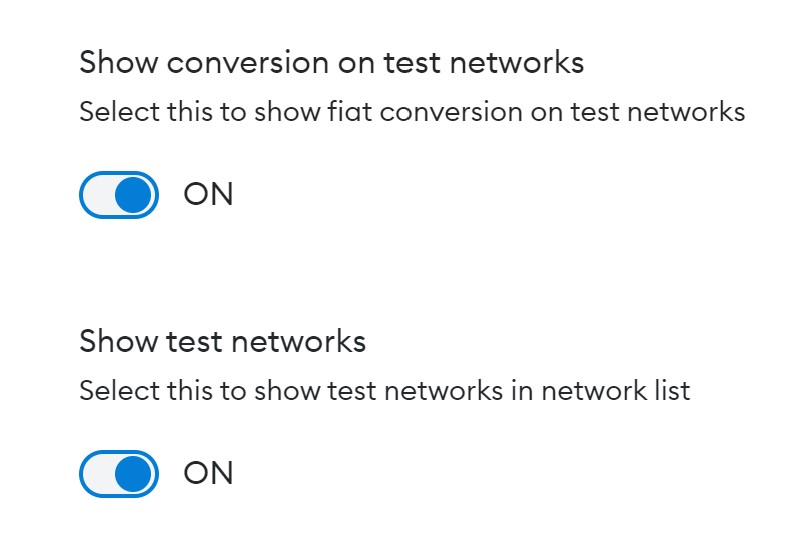 Show conversion on test networks
Select this to show fiat conversion on test networks
ON
Show test networks
Select this to show test networks in network list
ON